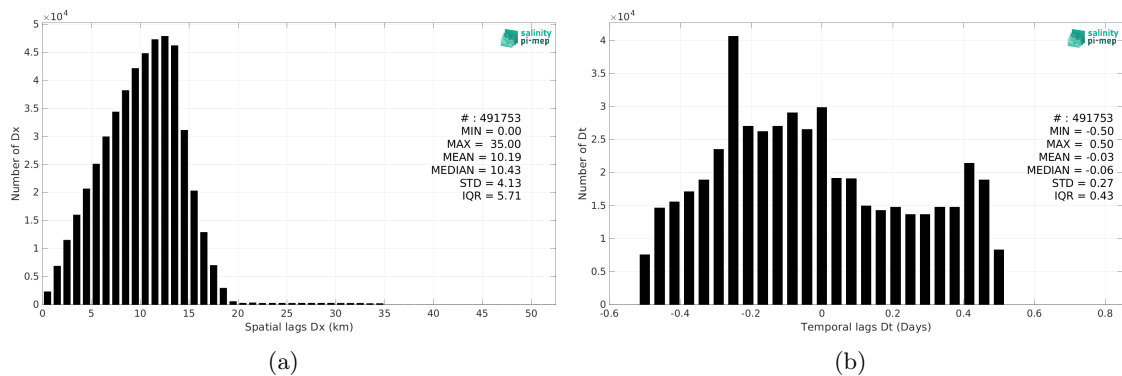 ×10⁴
5
4.5
4
3.5
3
2.5
2
1.5
1
0.5
0
Number of Dx
salinity
pi-mep
# : 491753
MIN = 0.00
MAX = 35.00
MEAN = 10.19
MEDIAN = 10.43
STD = 4.13
IQR = 5.71
0 5 10 15 20 25 30 35 40 45 50
Spatial lags Dx (km)
(a)
×10⁴
4
3.5
3
2.5
2
1.5
1
0.5
0
Number of Dt
salinity
pi-mep
# : 491753
MIN = -0.50
MAX = 0.50
MEAN = -0.03
MEDIAN = -0.06
STD = 0.27
IQR = 0.43
-0.6 -0.4 -0.2 0 0.2 0.4 0.6 0.8
Temporal lags Dt (Days)
(b)